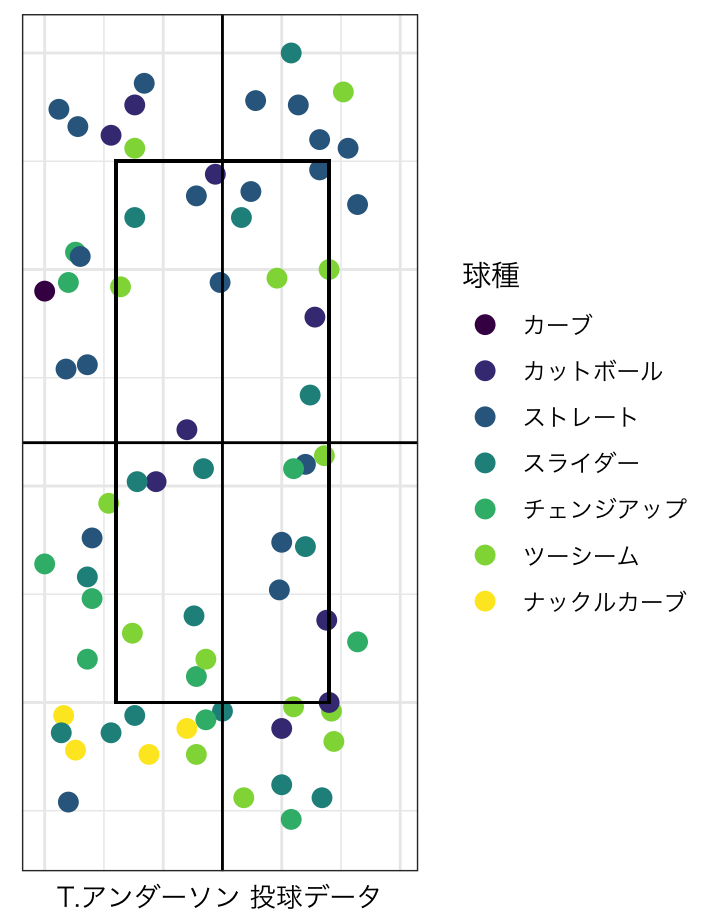 球種
カーブ
カットボール
ストレート
スライダー
チェンジアップ
ツーシーム
ナックルカーブ
T.アンダーソン 投球データ